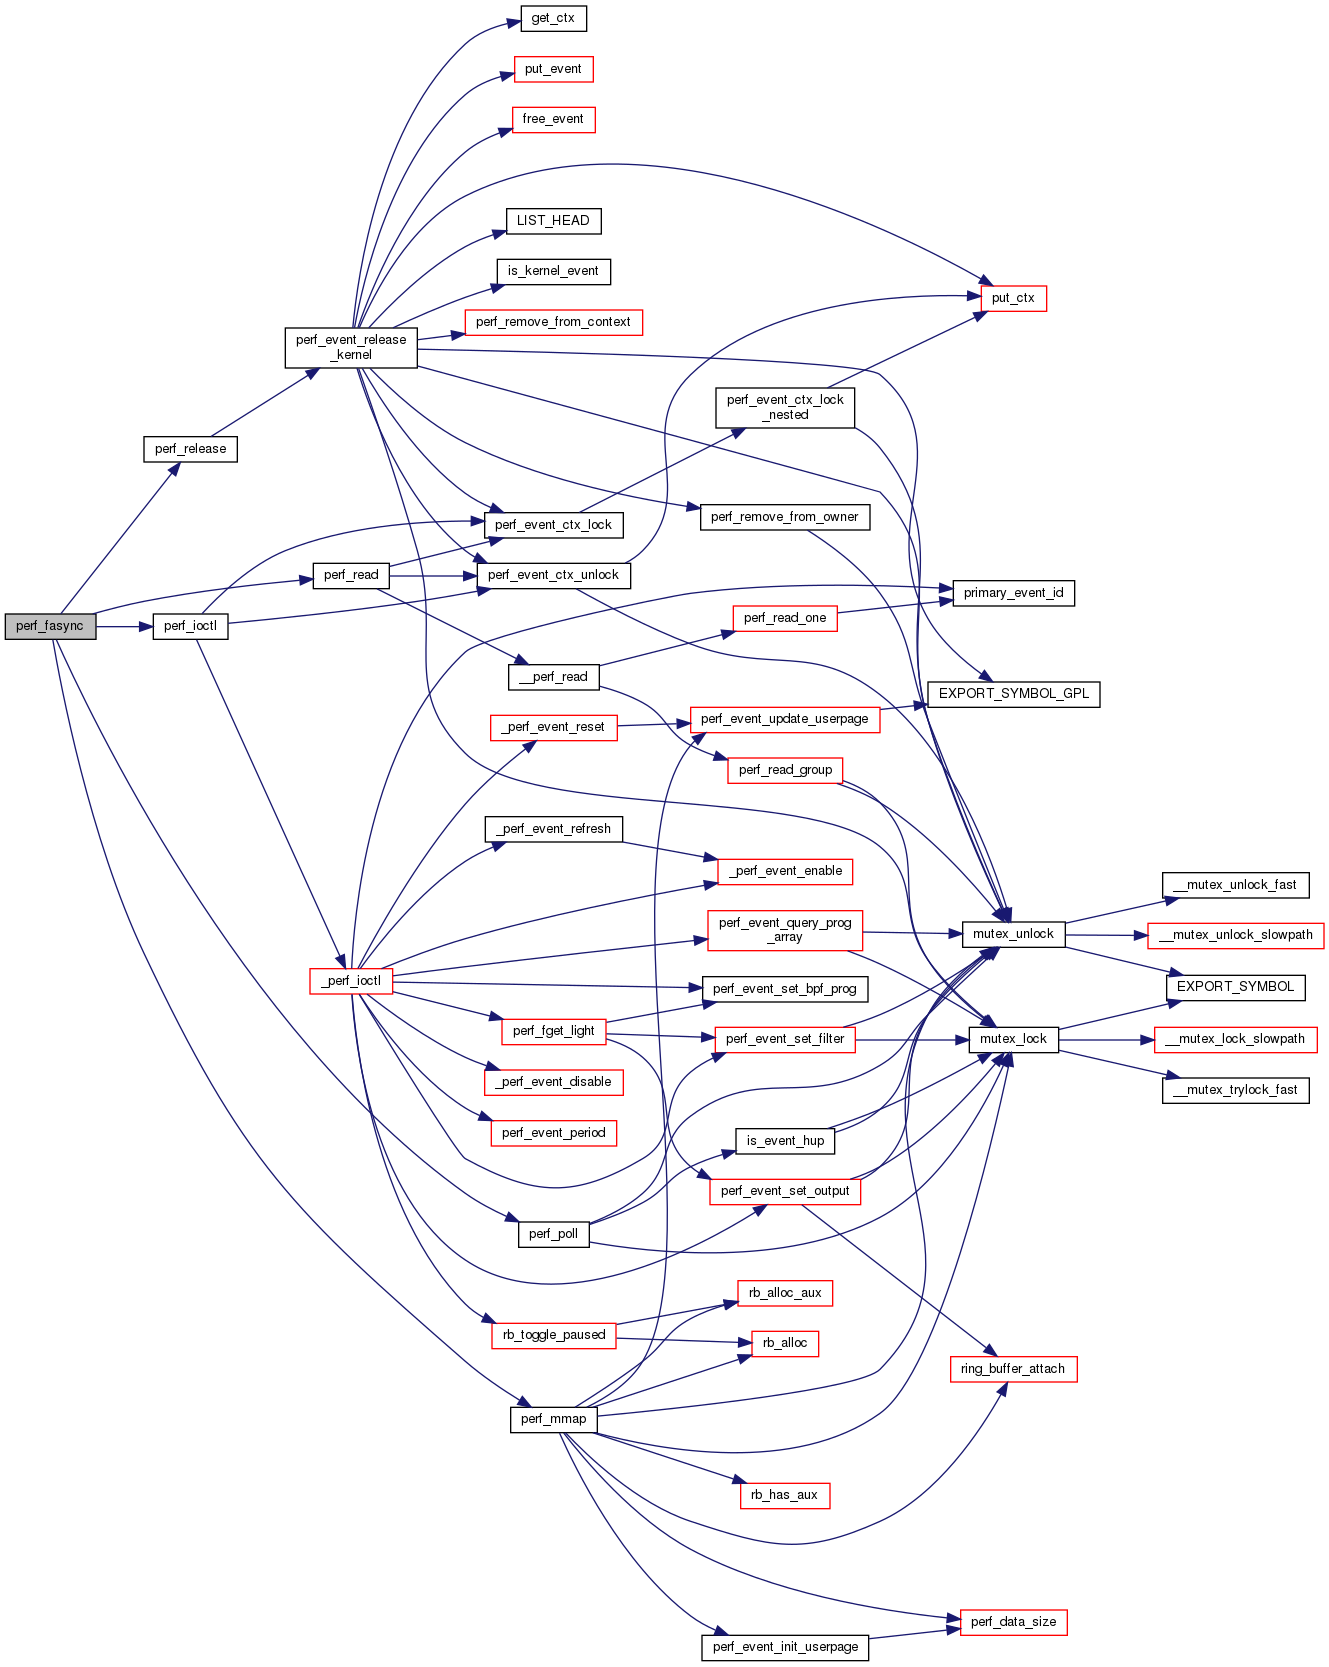 get_ctx
put_event
free_event
LIST_HEAD
is_kernel_event
put_ctx
perf_remove_from_context
perf_event_release
_kernel
perf_event_ctx_lock
_nested
perf_release
perf_remove_from_owner
perf_event_ctx_lock
perf_read
perf_event_ctx_unlock
primary_event_id
perf_fasync
perf_ioctl
perf_read_one
__perf_read
EXPORT_SYMBOL_GPL
_perf_event_reset
perf_event_update_userpage
perf_read_group
_perf_event_refresh
_perf_event_enable
__mutex_unlock_fast
perf_event_query_prog
_array
mutex_unlock
__mutex_unlock_slowpath
_perf_ioctl
perf_event_set_bpf_prog
EXPORT_SYMBOL
perf_fget_light
perf_event_set_filter
mutex_lock
__mutex_lock_slowpath
_perf_event_disable
__mutex_trylock_fast
perf_event_period
is_event_hup
perf_event_set_output
perf_poll
rb_alloc_aux
rb_toggle_paused
rb_alloc
ring_buffer_attach
perf_mmap
rb_has_aux
perf_data_size
perf_event_init_userpage